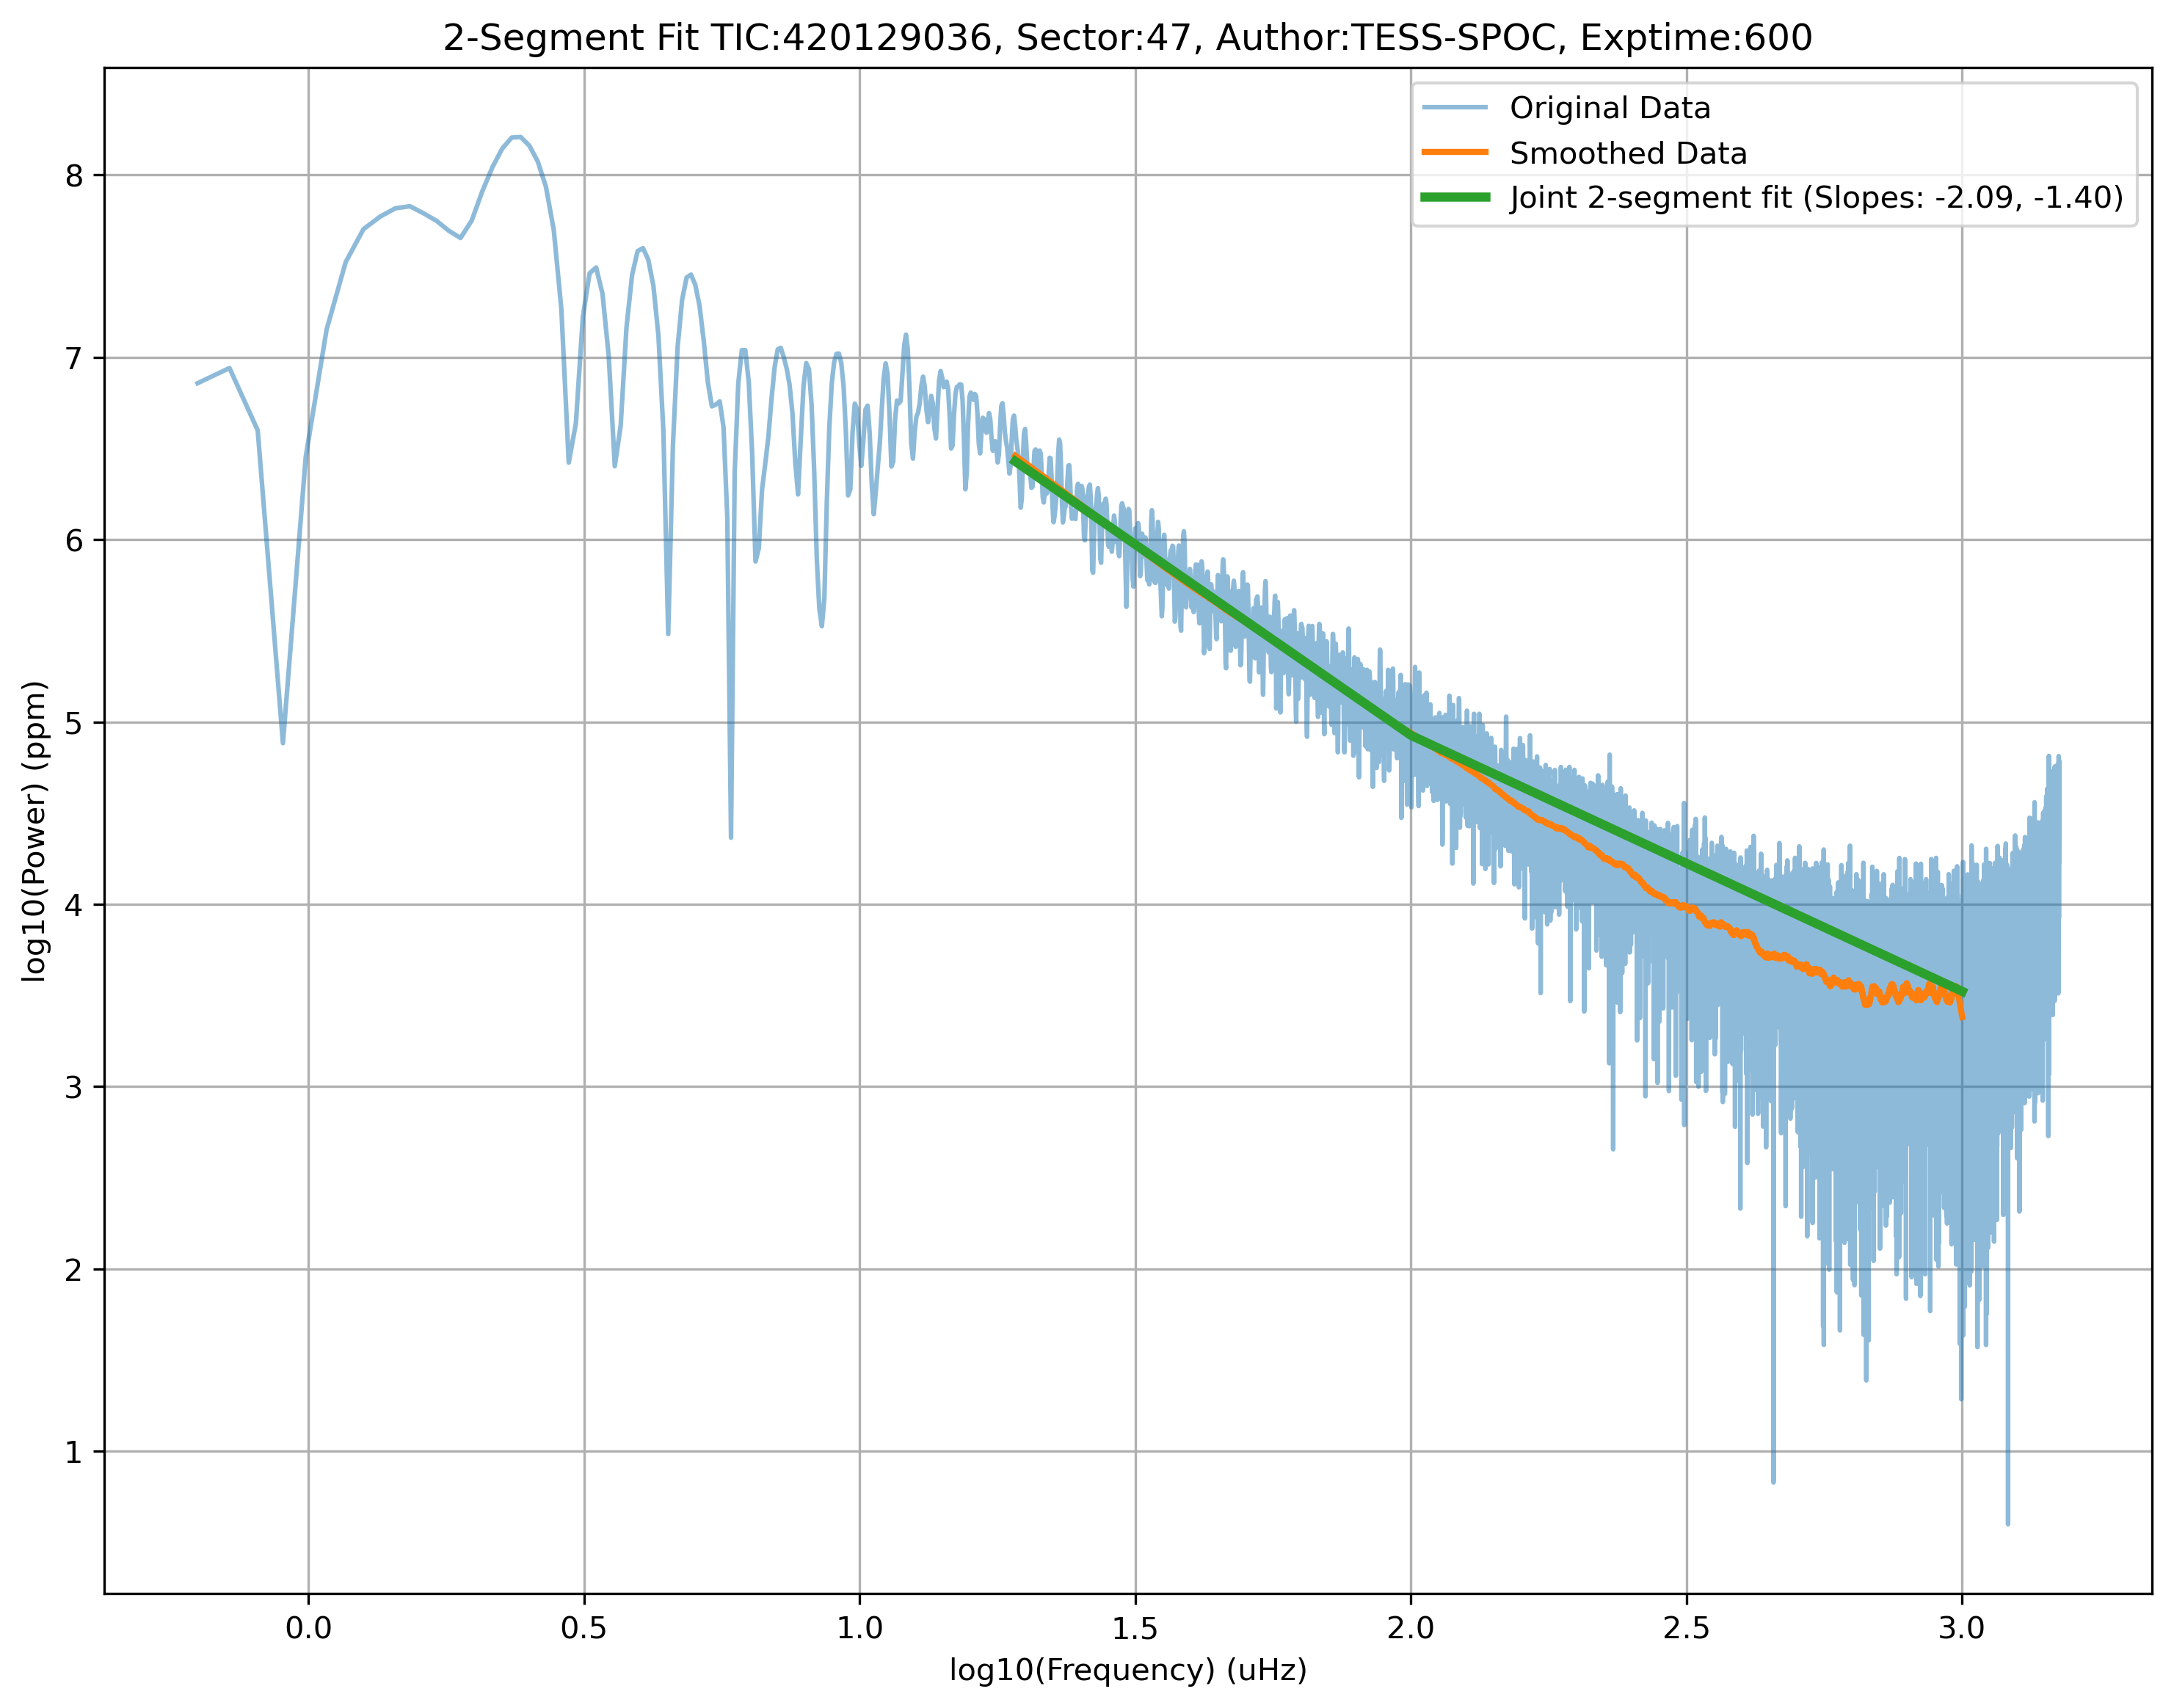 2-Segment Fit TIC:420129036, Sector:47, Author:TESS-SPOC, Exptime:600
Original Data
Smoothed Data
Joint 2-segment fit (Slopes: -2.09, -1.40)
log10(Power) (ppm)
8
7
6
5
4
3
2
1
0.0
0.5
1.0
1.5
2.0
2.5
3.0
log10(Frequency) (uHz)